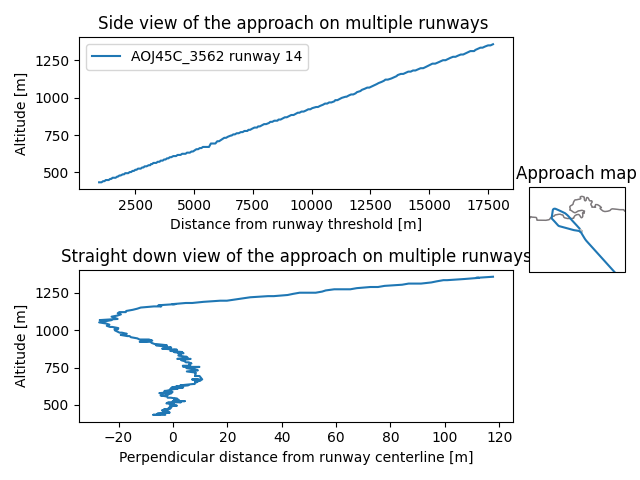 Side view of the approach on multiple runways
Altitude [m]
1250
1000
750
500
AOJ45C_3562 runway 14
2500
5000
7500
10000
12500
15000
17500
Distance from runway threshold [m]
Approach map
Straight down view of the approach on multiple runways
Altitude [m]
1250
1000
750
500
−20
0
20
40
60
80
100
120
Perpendicular distance from runway centerline [m]